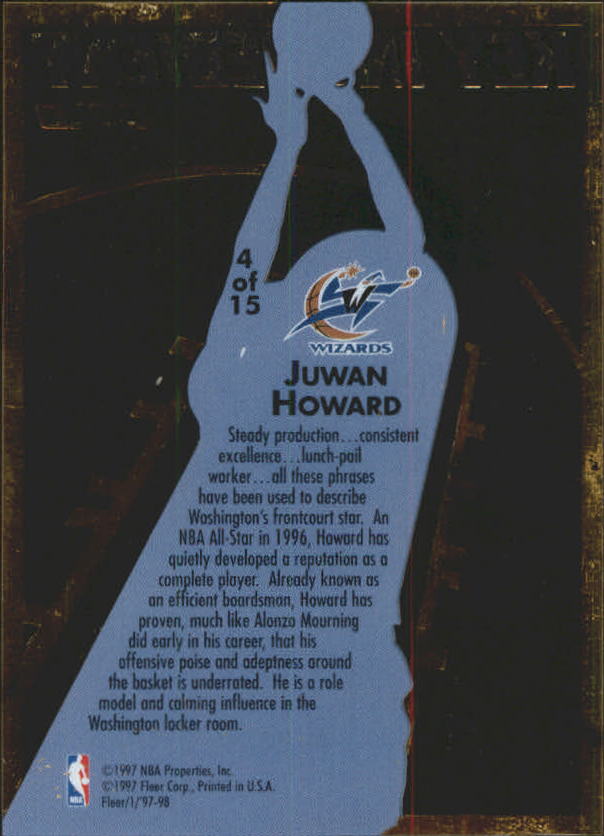 4
of
15
WIZARDS
JUWAN
HOWARD
Steady production...consistent
excellence...lunch-pail
worker...all these phrases
have been used to describe
Washington's frontcourt star. An
NBA All-Star in 1996, Howard has
quietly developed a reputation as a
complete player. Already known as
an efficient boardsman, Howard has
proven, much like Alonzo Mourning
did early in his career, that his
offensive poise and adeptness around
the basket is underrated. He is a role
model and calming influence in the
Washington locker room.
NBA
©1997 NBA Properties, Inc.
©1997 Fleer Corp., Printed in U.S.A.
Fleer/1/'97-98